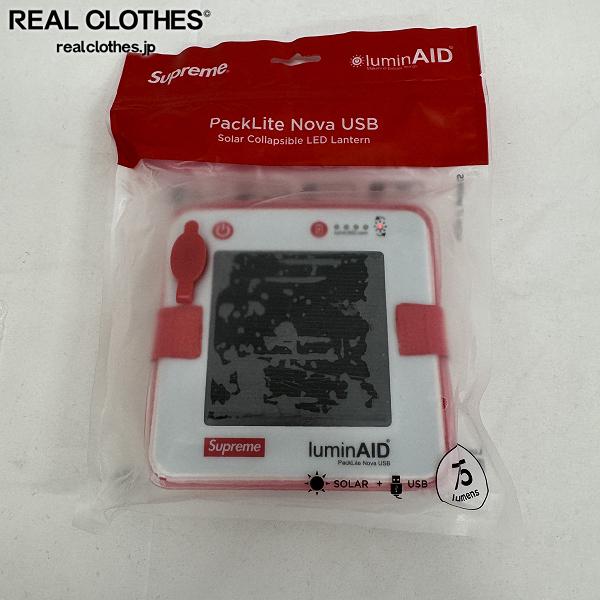 REAL CLOTHES©
realclothes.jp
Supreme®
luminAID®
PackLite Nova USB
Solar Collapsible LED Lantern
Supreme
luminAID®
PackLite Nova USB
SOLAR + USB
75
lumens